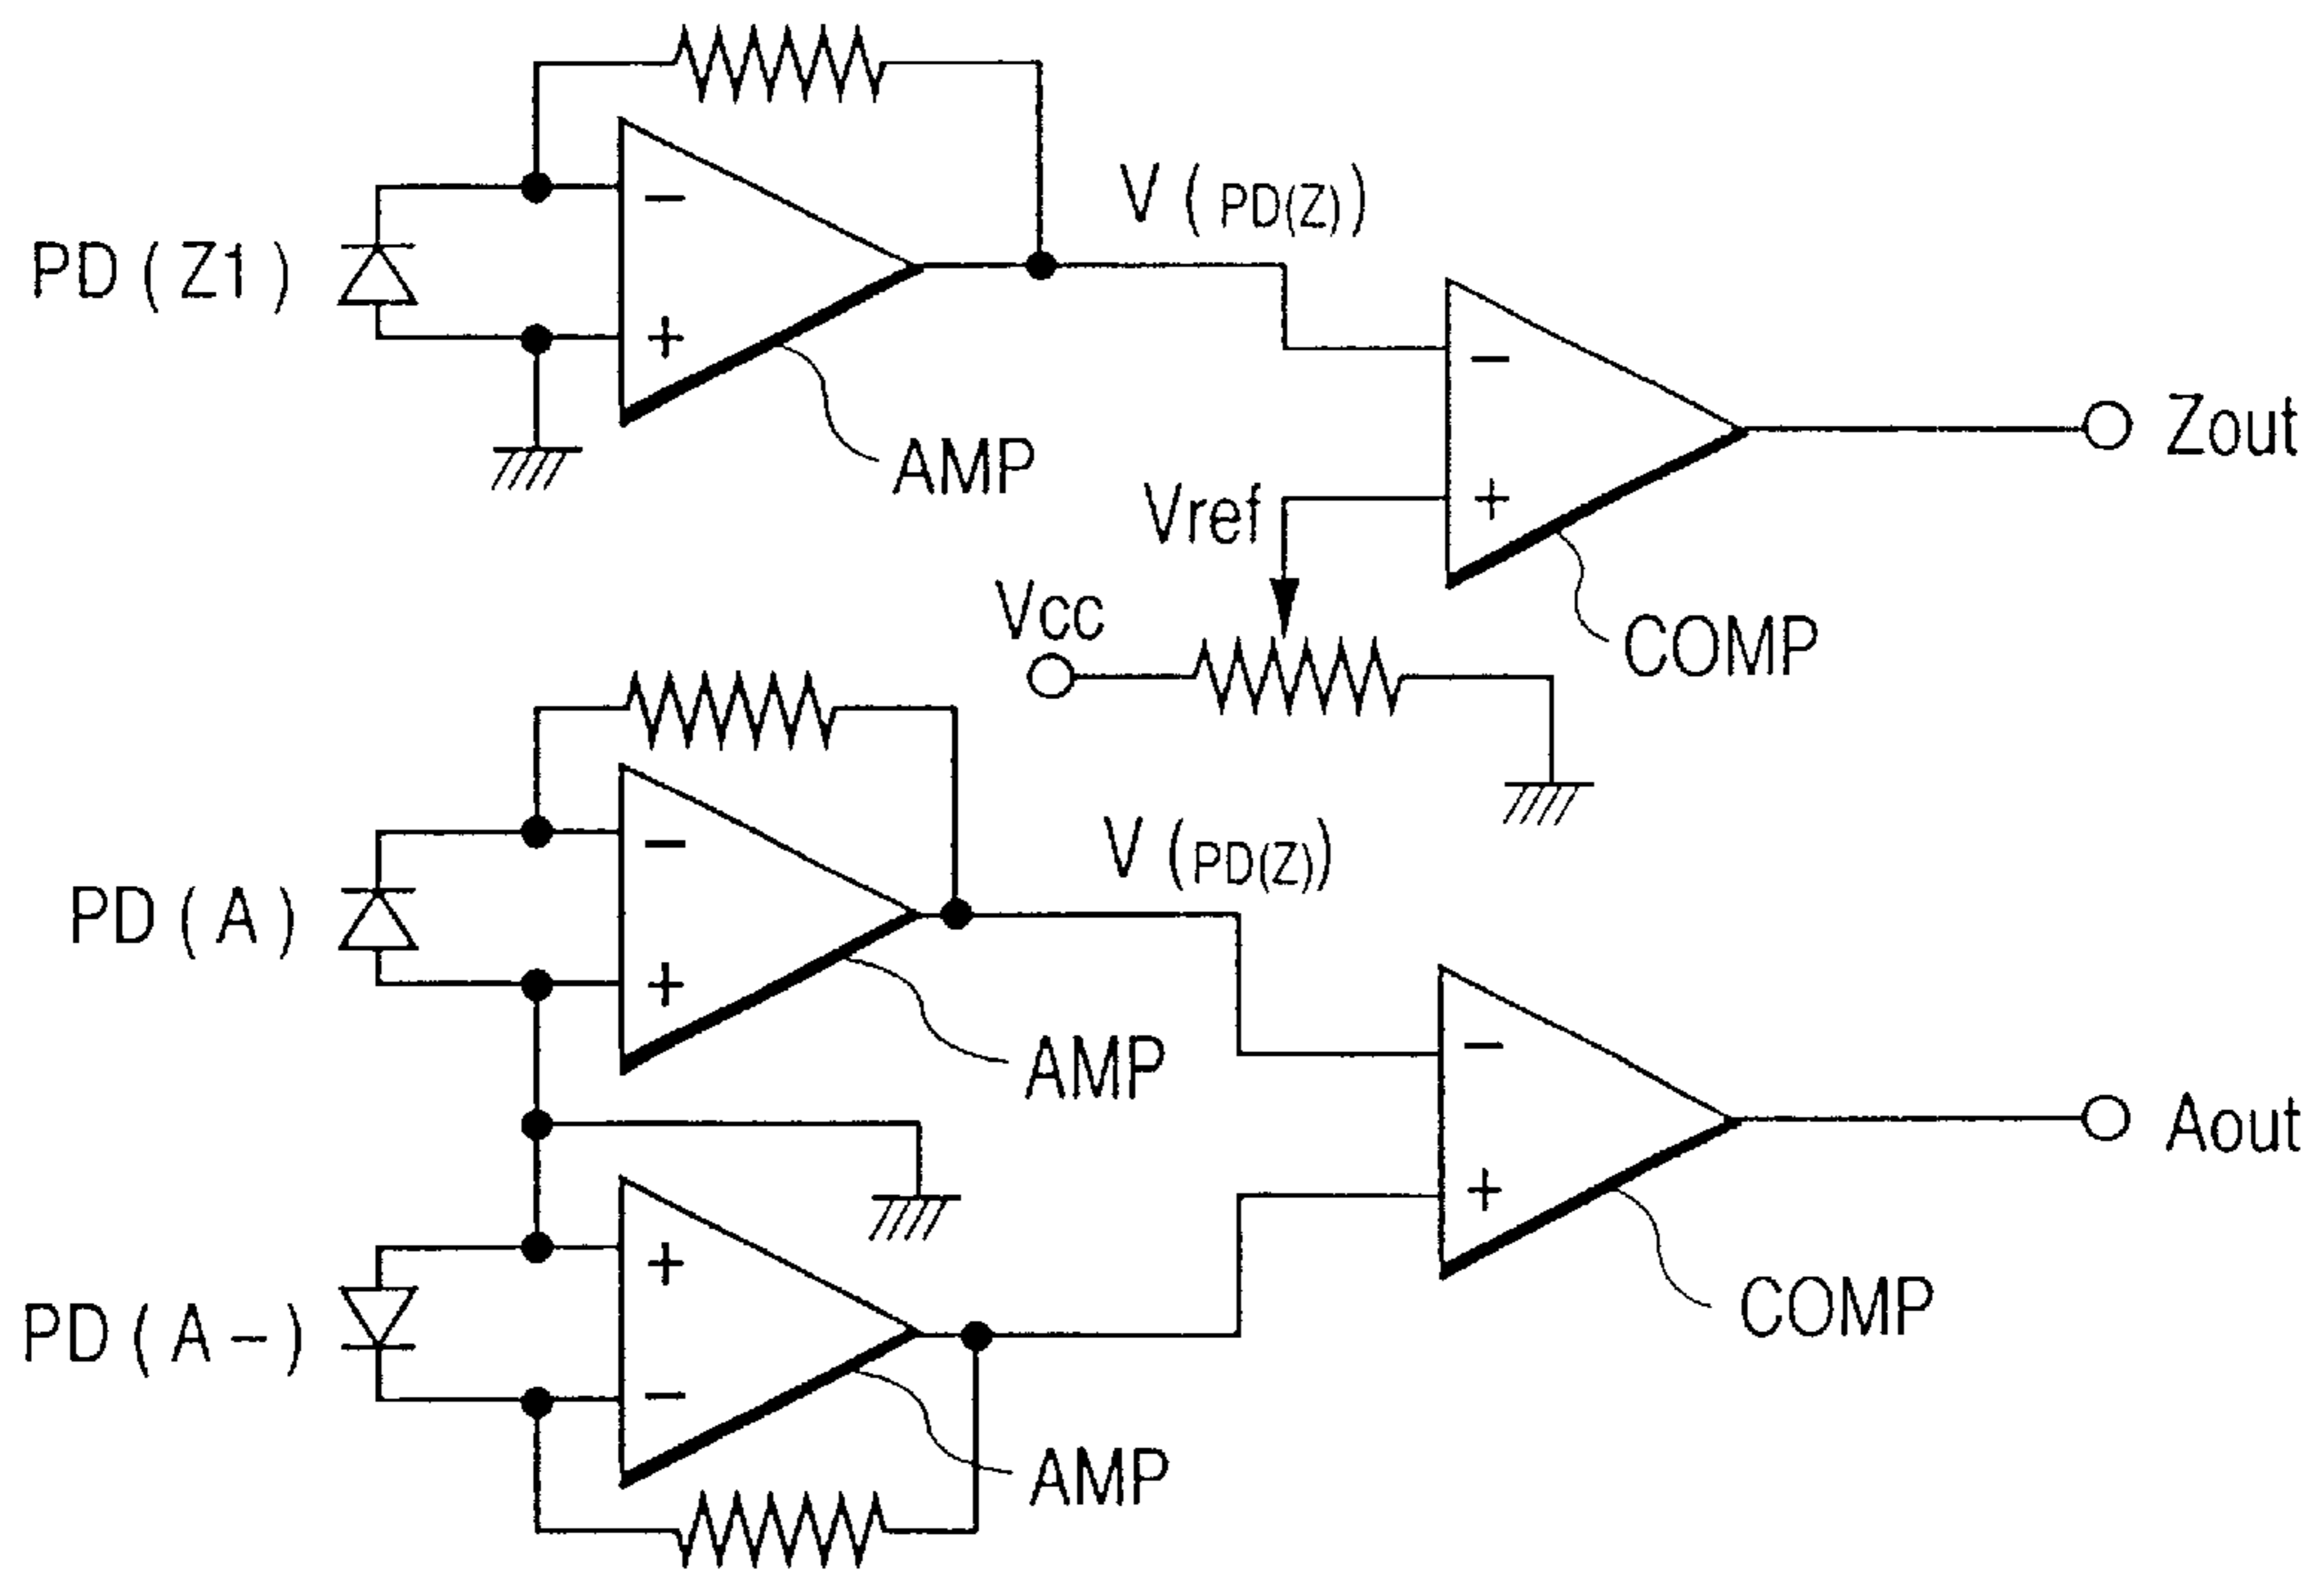 V (PD(Z))
PD (Z1)
−
+
AMP
−
+
Zout
Vref
Vcc
COMP
−
+
PD (A)
V (PD(Z))
AMP
−
+
Aout
+
−
PD (A−)
COMP
AMP